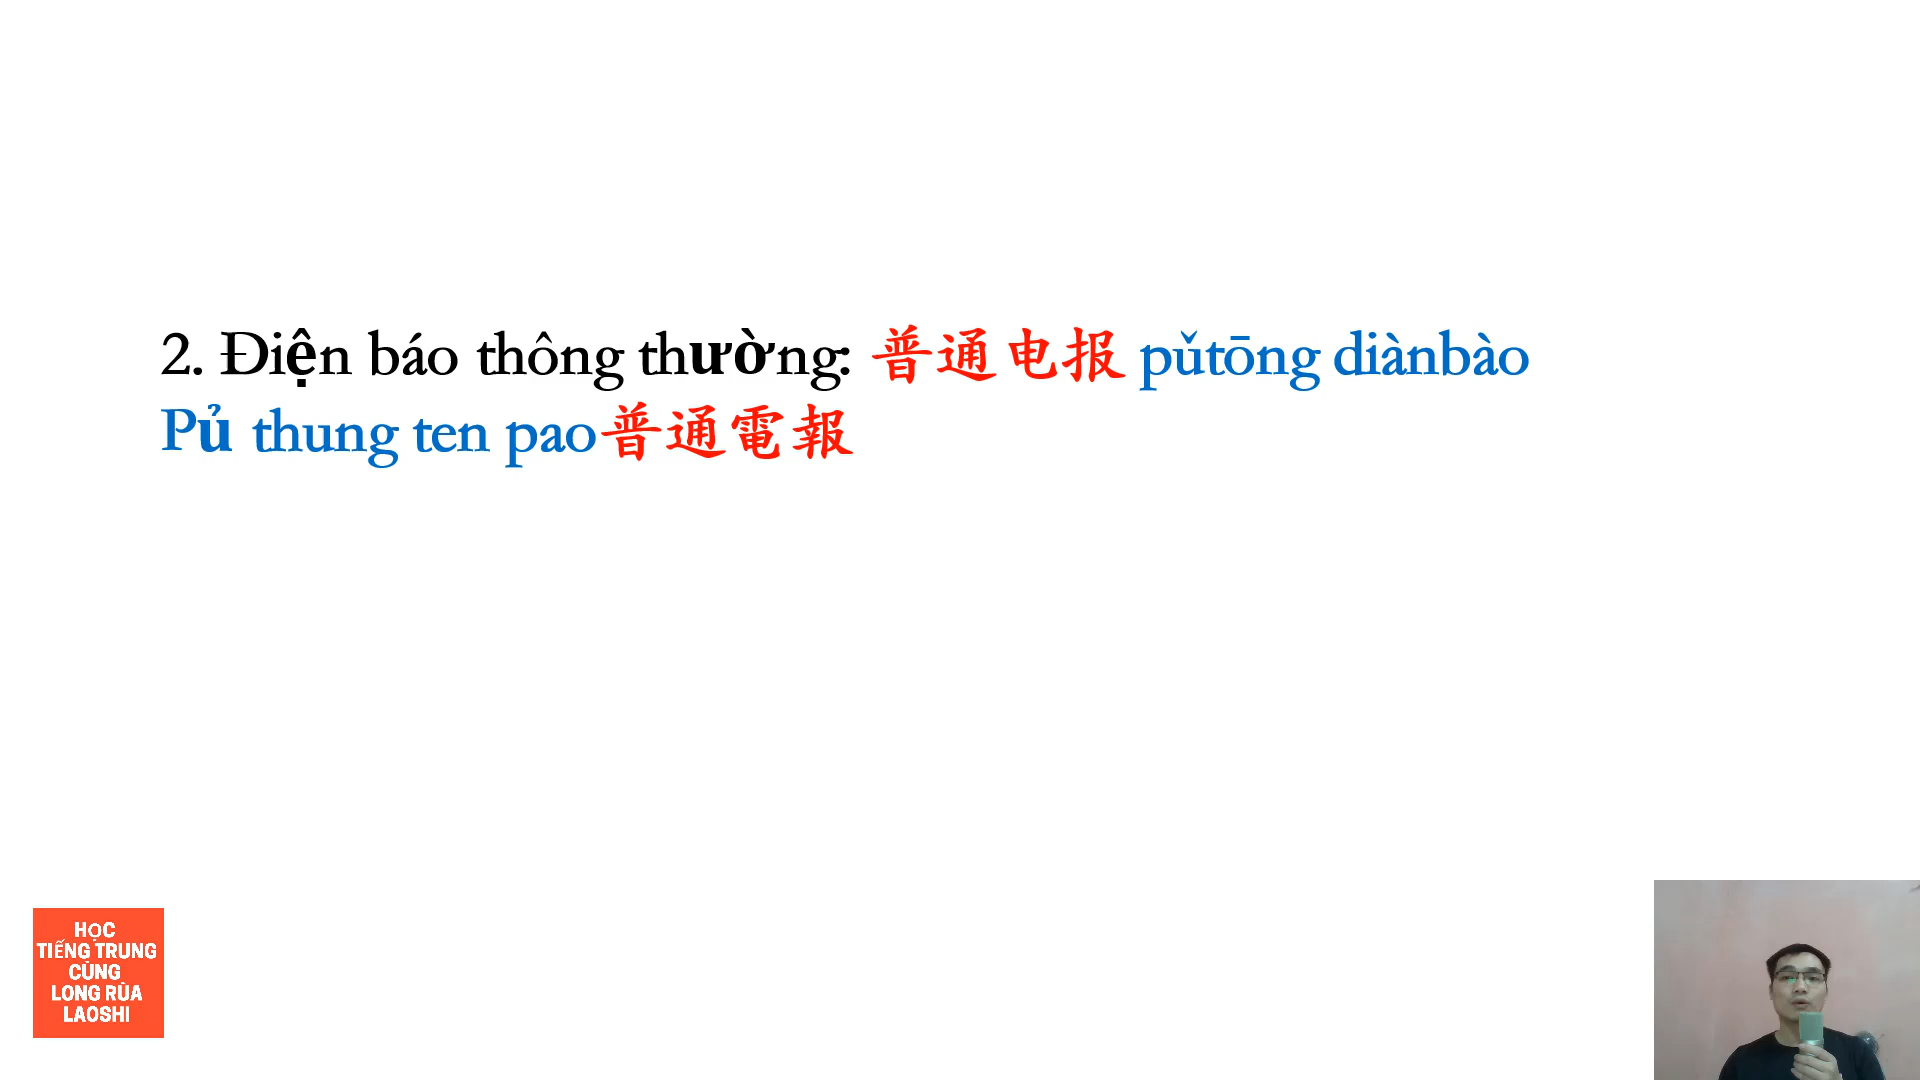 2. Điện báo thông thường: 普通电报 pǔtōng diànbào
Pủ thung ten pao普通電報
HỌC
TIẾNG TRUNG
CÙNG
LONG RÙA
LAOSHI